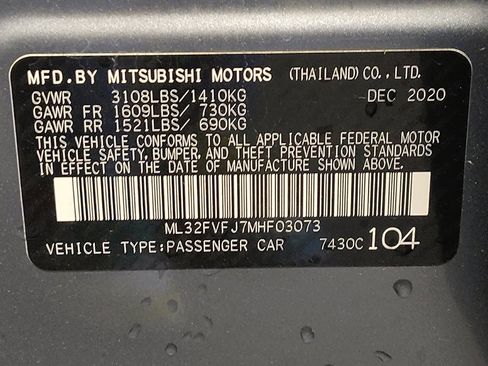 MFD.BY MITSUBISHI MOTORS (THAILAND) CO., LTD.
GVWR 3108LBS/1410KG DEC 2020
GAWR FR 1609LBS/ 730KG
GAWR RR 1521LBS/ 690KG
THIS VEHICLE CONFORMS TO ALL APPLICABLE FEDERAL MOTOR
VEHICLE SAFETY, BUMPER, AND THEFT PREVENTION STANDARDS
IN EFFECT ON THE DATE OF MANUFACTURE SHOWN ABOVE.
ML32FVFJ7MHF03073
VEHICLE TYPE:PASSENGER CAR 7430C 104